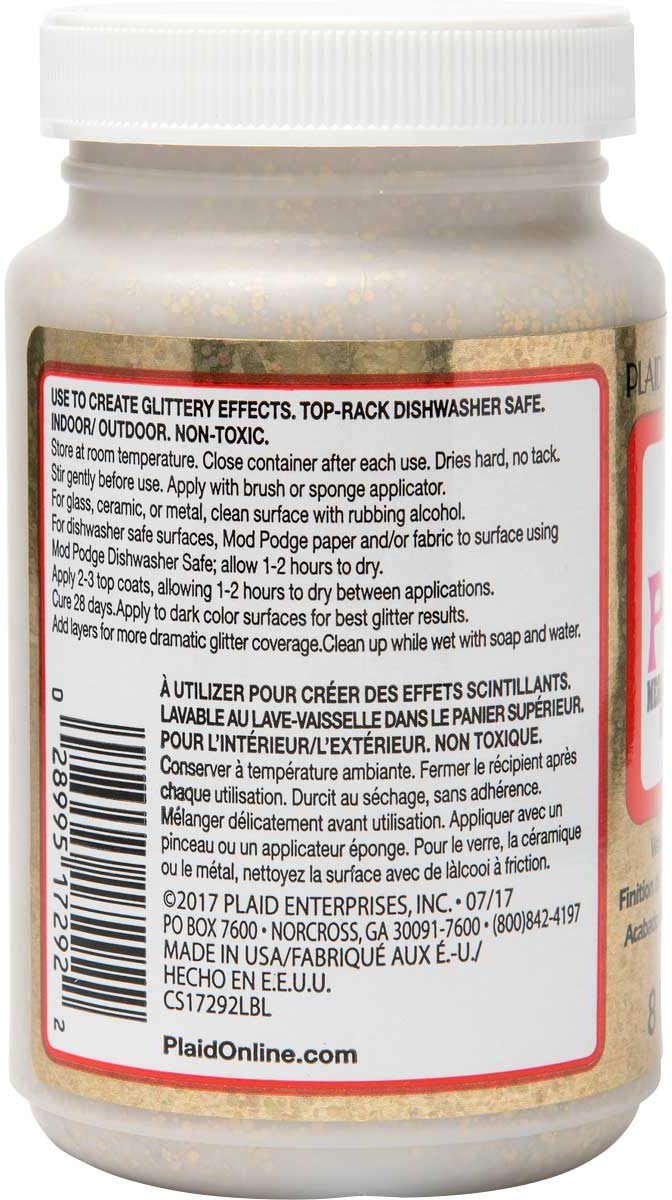 USE TO CREATE GLITTERY EFFECTS. TOP-RACK DISHWASHER SAFE.
INDOOR/ OUTDOOR. NON-TOXIC.
Store at room temperature. Close container after each use. Dries hard, no tack.
Stir gently before use. Apply with brush or sponge applicator.
For glass, ceramic, or metal, clean surface with rubbing alcohol.
For dishwasher safe surfaces, Mod Podge paper and/or fabric to surface using
Mod Podge Dishwasher Safe; allow 1-2 hours to dry.
Apply 2-3 top coats, allowing 1-2 hours to dry between applications.
Cure 28 days.Apply to dark color surfaces for best glitter results.
Add layers for more dramatic glitter coverage.Clean up while wet with soap and water.
À UTILIZER POUR CRÉER DES EFFETS SCINTILLANTS.
LAVABLE AU LAVE-VAISSELLE DANS LE PANIER SUPÉRIEUR.
POUR L'INTÉRIEUR/L'EXTÉRIEUR. NON TOXIQUE.
Conserver à température ambiante. Fermer le récipient après
chaque utilisation. Durcit au séchage, sans adhérence.
Mélanger délicatement avant utilisation. Appliquer avec un
pinceau ou un applicateur éponge. Pour le verre, la céramique
ou le métal, nettoyez la surface avec de làlcool à friction.
©2017 PLAID ENTERPRISES, INC. • 07/17
PO BOX 7600 • NORCROSS, GA 30091-7600 • (800)842-4197
MADE IN USA/FABRIQUÉ AUX É.-U./
HECHO EN E.E.U.U.
CS17292LBL
PlaidOnline.com
0 28995 17292 2
PLAID
Finition
8